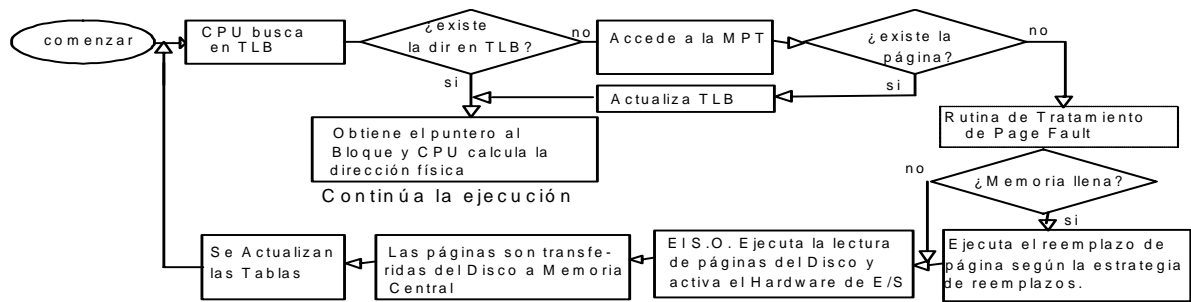 comenzar
CPU busca
en TLB
¿existe
la dir en TLB?
no
Accede a la MPT
¿existe la
página?
no
si
si
Actualiza TLB
Obtiene el puntero al
Bloque y CPU calcula la
dirección física
Continúa la ejecución
Rutina de Tratamiento
de Page Fault
no
¿Memoria llena?
si
Se Actualizan
las Tablas
Las páginas son transfe-
ridas del Disco a Memoria
Central
El S.O. Ejecuta la lectura
de páginas del Disco y
activa el Hardware de E/S
Ejecuta el reemplazo de
página según la estrategia
de reemplazos.